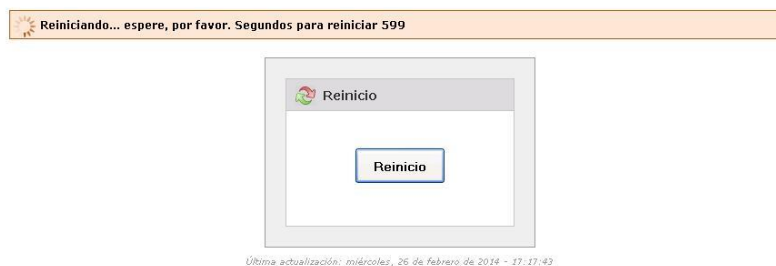 Reiniciando... espere, por favor. Segundos para reiniciar 599
Reinicio
Reinicio
Última actualización: miércoles, 26 de febrero de 2014 - 17:17:43